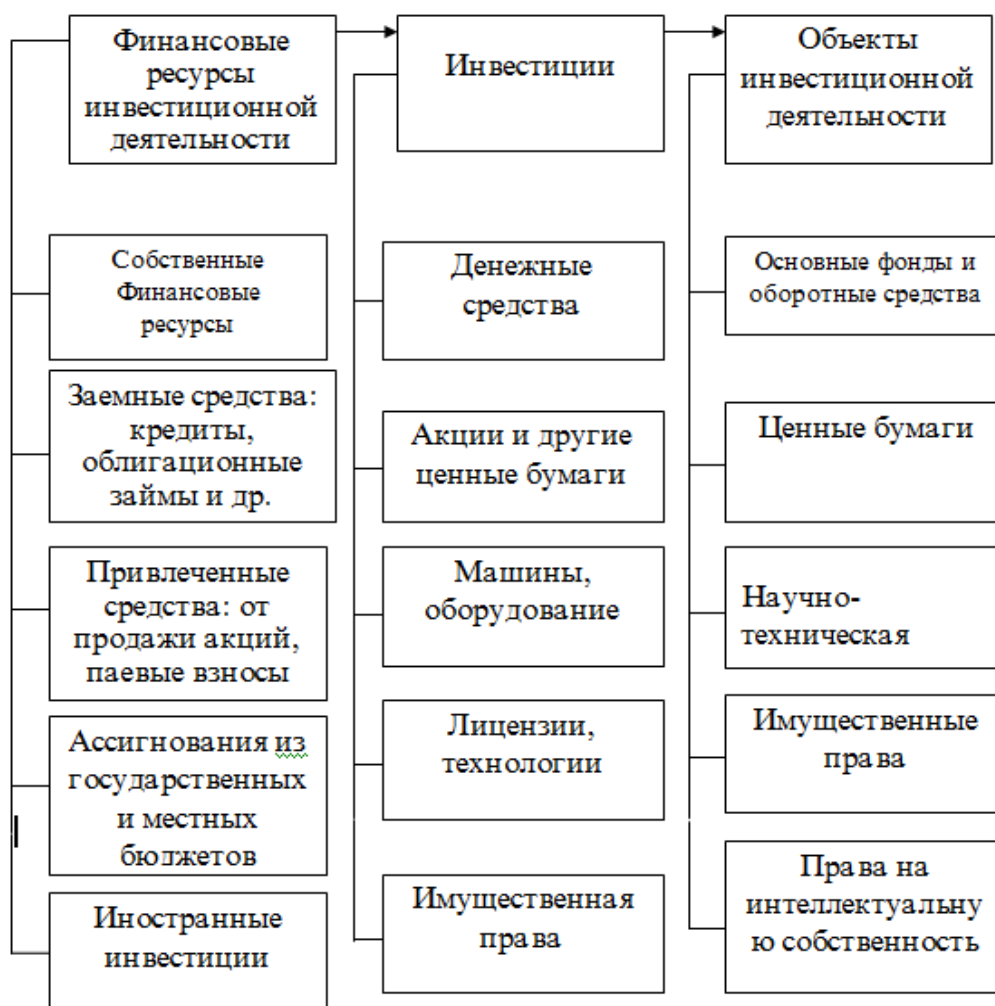 Финансовые
ресурсы
инвестиционной
деятельности
Инвестиции
Объекты
инвестиционной
деятельности
Собственные
Финансовые
ресурсы
Денежные
средства
Основные фонды и
оборотные средства
Заемные средства:
кредиты,
облигационные
займы и др.
Акции и другие
ценные бумаги
Ценные бумаги
Привлеченные
средства: от
продажи акций,
паевые взносы
Машины,
оборудование
Научно-
техническая
Ассигнования из
государственных
и местных
бюджетов
Лицензии,
технологии
Имущественные
права
Иностранные
инвестиции
Имущественная
права
Права на
интеллектуальну
ю собственность